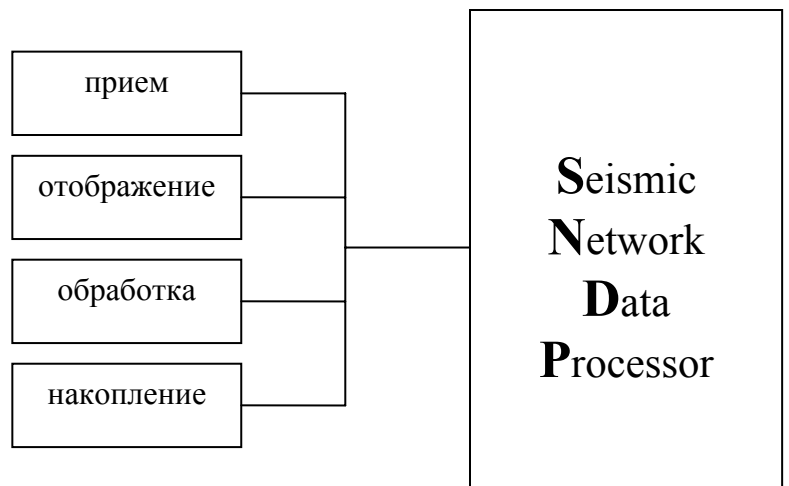 прием
отображение
обработка
накопление
Seismic
Network
Data
Processor